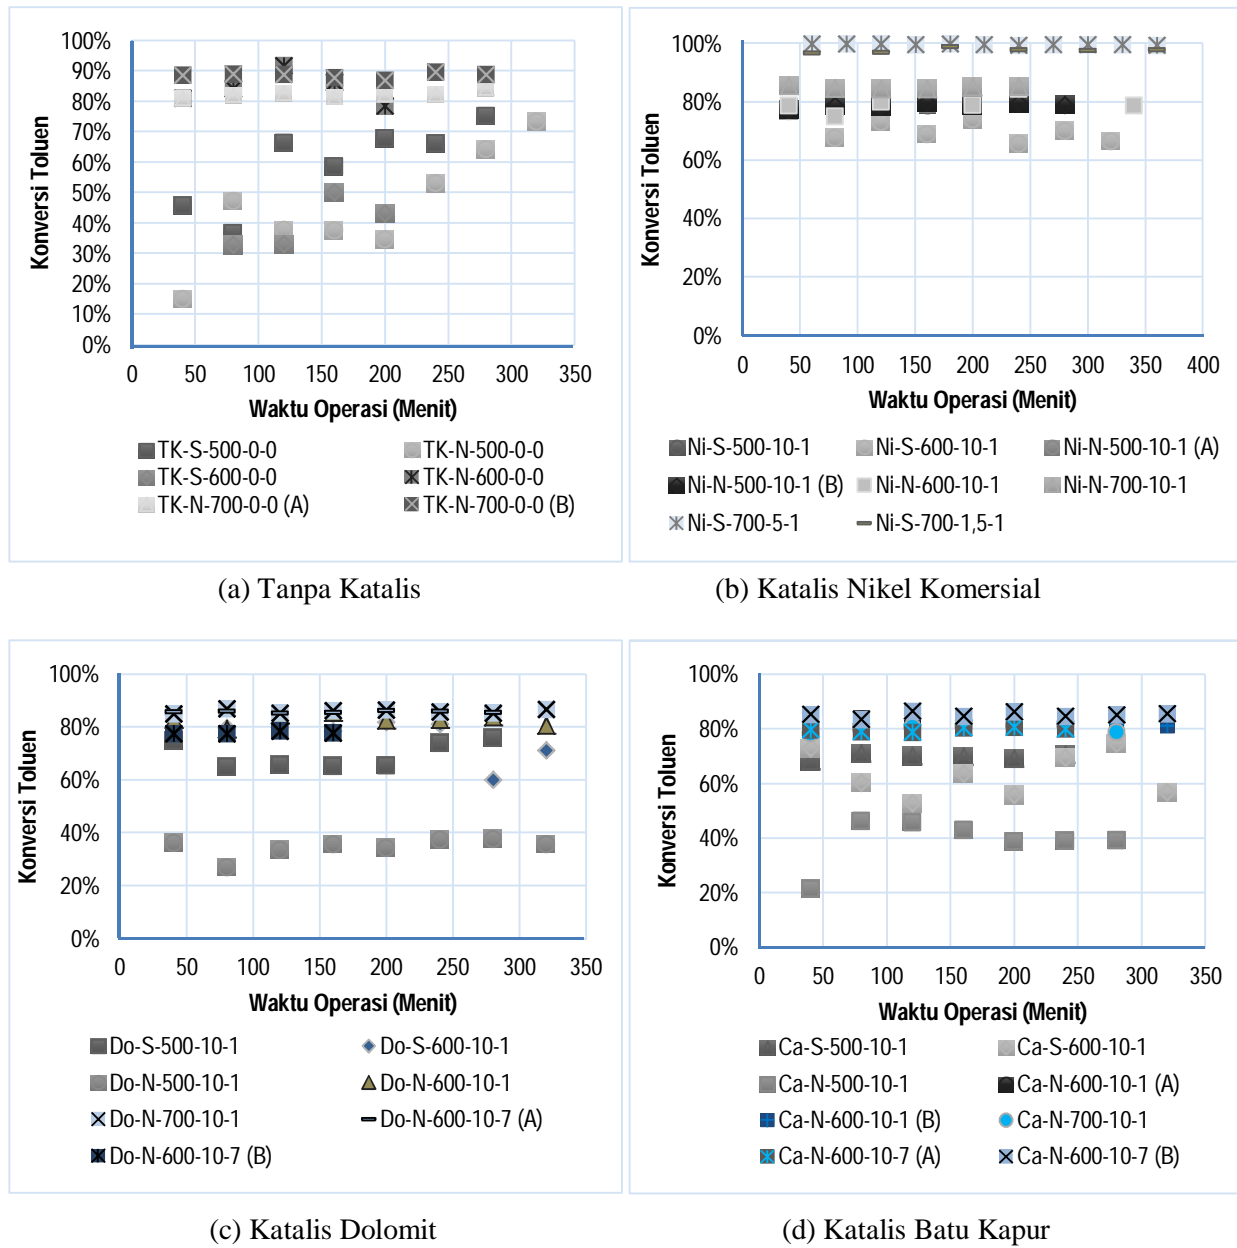 100%
90%
80%
70%
60%
50%
40%
30%
20%
10%
0%
Konversi Toluen
0 50 100 150 200 250 300 350
Waktu Operasi (Menit)
TK-S-500-0-0 TK-N-500-0-0
TK-S-600-0-0 TK-N-600-0-0
TK-N-700-0-0 (A) TK-N-700-0-0 (B)
100%
80%
60%
40%
20%
0%
Konversi Toluen
0 50 100 150 200 250 300 350 400
Waktu Operasi (Menit)
Ni-S-500-10-1 Ni-S-600-10-1 Ni-N-500-10-1 (A)
Ni-N-500-10-1 (B) Ni-N-600-10-1 Ni-N-700-10-1
Ni-S-700-5-1 Ni-S-700-1,5-1
(a) Tanpa Katalis
(b) Katalis Nikel Komersial
100%
80%
60%
40%
20%
0%
Konversi Toluen
0 50 100 150 200 250 300 350
Waktu Operasi (Menit)
Do-S-500-10-1 Do-S-600-10-1
Do-N-500-10-1 Do-N-600-10-1
Do-N-700-10-1 Do-N-600-10-7 (A)
Do-N-600-10-7 (B)
100%
80%
60%
40%
20%
0%
Konversi Toluen
0 50 100 150 200 250 300 350
Waktu Operasi (Menit)
Ca-S-500-10-1 Ca-S-600-10-1
Ca-N-500-10-1 Ca-N-600-10-1 (A)
Ca-N-600-10-1 (B) Ca-N-700-10-1
Ca-N-600-10-7 (A) Ca-N-600-10-7 (B)
(c) Katalis Dolomit
(d) Katalis Batu Kapur